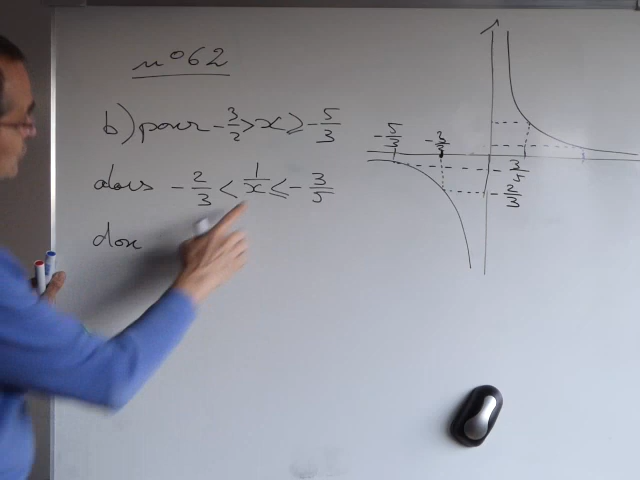 n°62
b) pour -3/2 > x ≥ -5/3
alors -2/3 < 1/x ≤ -3/5
don
-5/3
-3/2
-3/5
-2/3